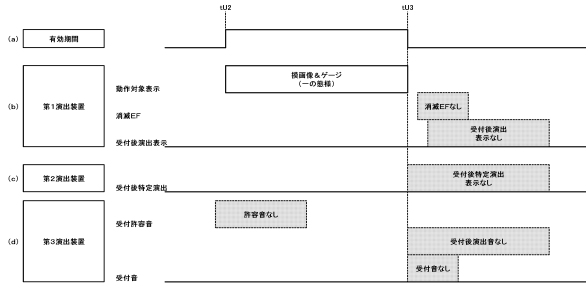 tU2
tU3
(a)
有効期間
(b)
第1演出装置
動作対象表示
操画像&ゲージ
(一の態様)
消滅EF
消滅EFなし
受付後演出表示
受付後演出
表示なし
(c)
第2演出装置
受付後特定演出
受付後特定演出
表示なし
(d)
第3演出装置
受付許容音
許容音なし
受付後演出音なし
受付音
受付音なし